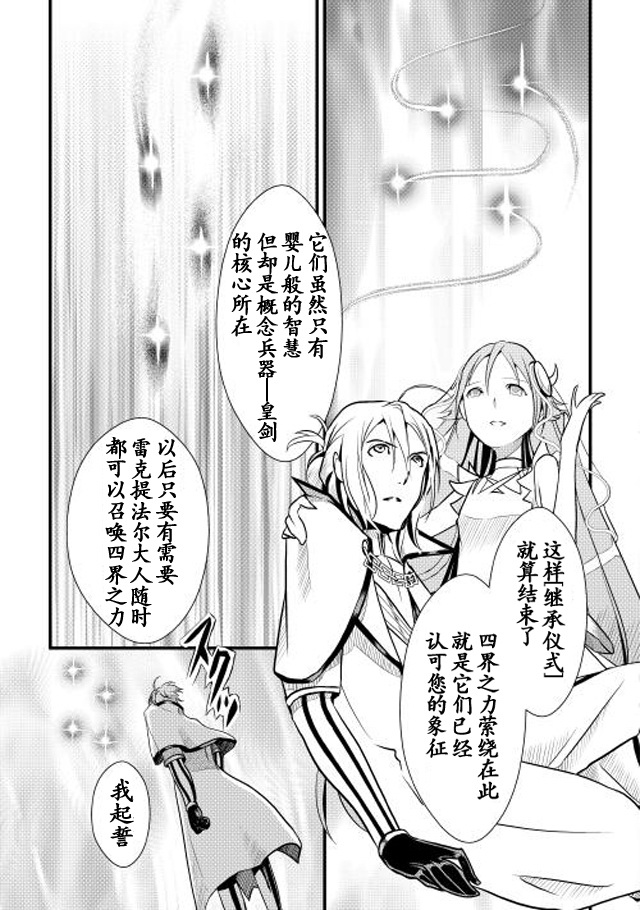 这样[继承仪式]
就算结束了
四界之力萦绕在此
就是它们已经
认可您的象征
它们虽然只有
婴儿般的智慧
但却是概念兵器—皇剑
的核心所在
以后只要有需要
雷克提法尔大人随时
都可以召唤四界之力
我起誓